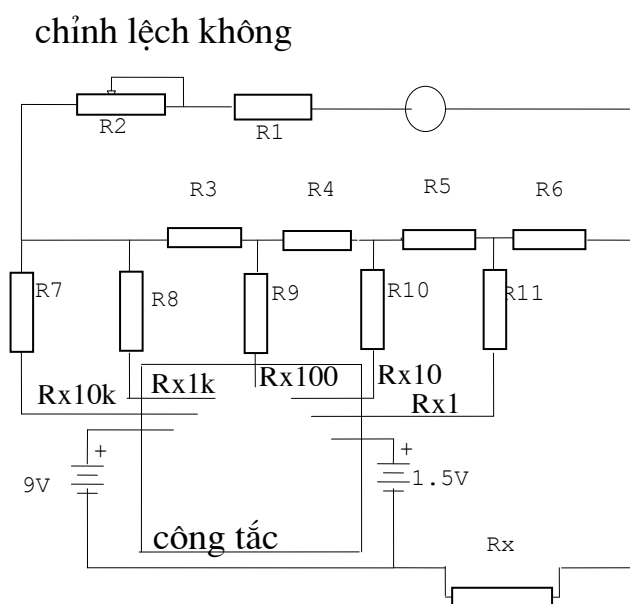 chỉnh lệch không
R2
R1
R3
R4
R5
R6
R7
R8
R9
R10
R11
Rx10k
Rx1k
Rx100
Rx10
Rx1
+
9V
+
1.5V
công tắc
Rx